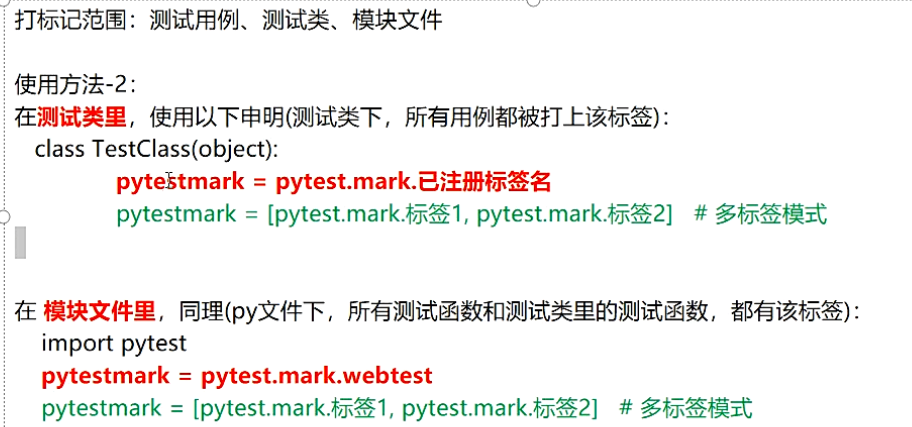 打标记范围：测试用例、测试类、模块文件
使用方法-2：
在测试类里，使用以下申明(测试类下，所有用例都被打上该标签)：
class TestClass(object):
pytestmark = pytest.mark.已注册标签名
pytestmark = [pytest.mark.标签1, pytest.mark.标签2]   # 多标签模式
在 模块文件里，同理(py文件下，所有测试函数和测试类里的测试函数，都有该标签)：
import pytest
pytestmark = pytest.mark.webtest
pytestmark = [pytest.mark.标签1, pytest.mark.标签2]   # 多标签模式